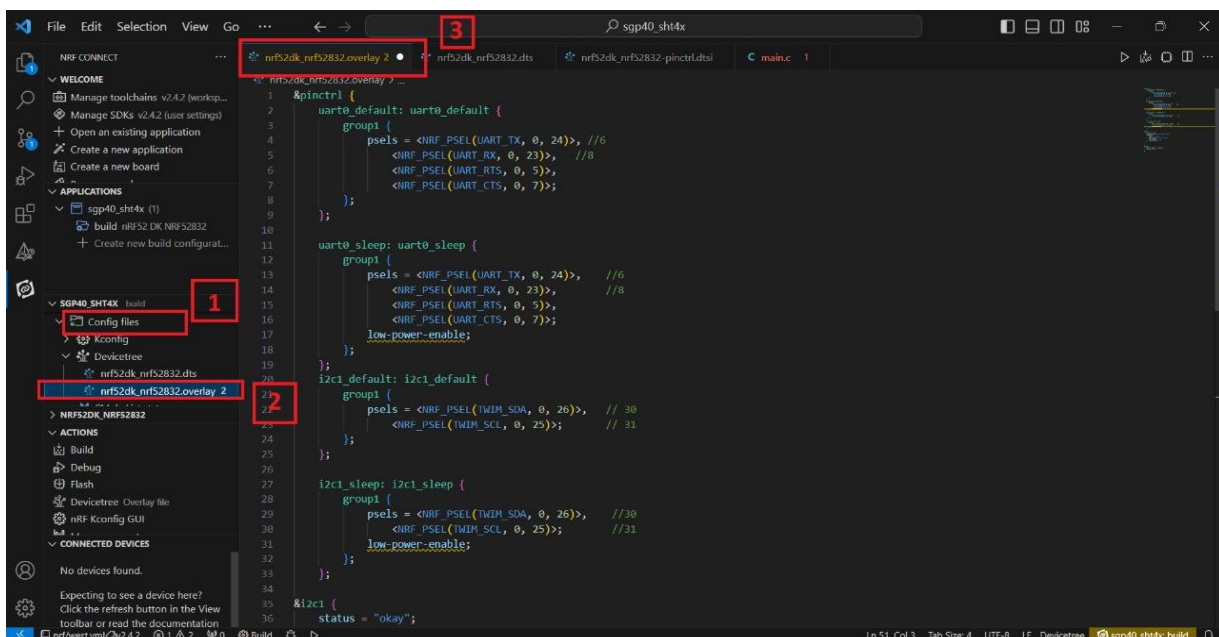 File Edit Selection View Go ...
sgp40_sht4x
3
NRF CONNECT
nrf52dk_nrf52832.overlay 2
nrf52dk_nrf52832.dts
nrf52dk_nrf52832-pinctrl.dtsi
C main.c 1
nrf52dk_nrf52832.overlay > ...
WELCOME
Manage toolchains v2.4.2 (worksp...
Manage SDKs v2.4.2 (user settings)
Open an existing application
Create a new application
Create a new board
APPLICATIONS
sgp40_sht4x (1)
build nRF52 DK NRF52832
Create new build configurat...
1
SGP40_SHT4X build
Config files
Kconfig
Devicetree
nrf52dk_nrf52832.dts
nrf52dk_nrf52832.overlay 2
2
NRF52DK_NRF52832
ACTIONS
Build
Debug
Flash
Devicetree Overlay file
nRF Kconfig GUI
CONNECTED DEVICES
No devices found.
Expecting to see a device here?
Click the refresh button in the View
toolbar or read the documentation
1 &pinctrl {
2 uart0_default: uart0_default {
3 group1 {
4 psels = <NRF_PSEL(UART_TX, 0, 24)>, //6
5 <NRF_PSEL(UART_RX, 0, 23)>, //8
6 <NRF_PSEL(UART_RTS, 0, 5)>,
7 <NRF_PSEL(UART_CTS, 0, 7)>;
8 };
9 };
10
11 uart0_sleep: uart0_sleep {
12 group1 {
13 psels = <NRF_PSEL(UART_TX, 0, 24)>, //6
14 <NRF_PSEL(UART_RX, 0, 23)>, //8
15 <NRF_PSEL(UART_RTS, 0, 5)>,
16 <NRF_PSEL(UART_CTS, 0, 7)>;
17 low-power-enable;
18 };
19 };
20 i2c1_default: i2c1_default {
21 group1 {
22 psels = <NRF_PSEL(TWIM_SDA, 0, 26)>, // 30
23 <NRF_PSEL(TWIM_SCL, 0, 25)>; // 31
24 };
25 };
26
27 i2c1_sleep: i2c1_sleep {
28 group1 {
29 psels = <NRF_PSEL(TWIM_SDA, 0, 26)>, //30
30 <NRF_PSEL(TWIM_SCL, 0, 25)>; //31
31 low-power-enable;
32 };
33 };
34
35 &i2c1 {
36 status = "okay";
Build
Ln 51, Col 3 Tab Size: 4 UTF-8 LF Devicetree sgp40_sht4x: build